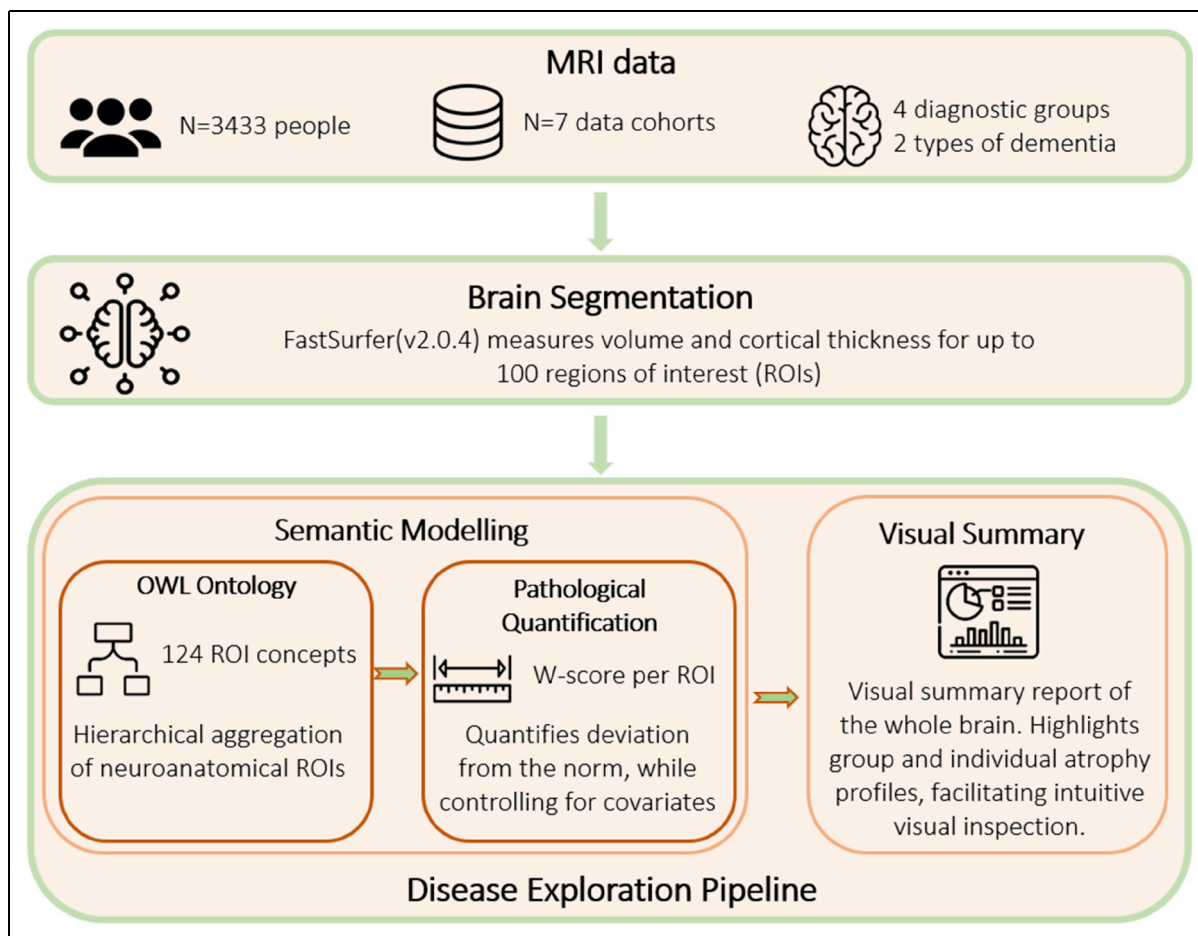 MRI data
N=3433 people
N=7 data cohorts
4 diagnostic groups
2 types of dementia
Brain Segmentation
FastSurfer(v2.0.4) measures volume and cortical thickness for up to
100 regions of interest (ROIs)
Semantic Modelling
OWL Ontology
124 ROI concepts
Hierarchical aggregation
of neuroanatomical ROIs
Pathological
Quantification
W-score per ROI
Quantifies deviation
from the norm, while
controlling for covariates
Visual Summary
Visual summary report of
the whole brain. Highlights
group and individual atrophy
profiles, facilitating intuitive
visual inspection.
Disease Exploration Pipeline